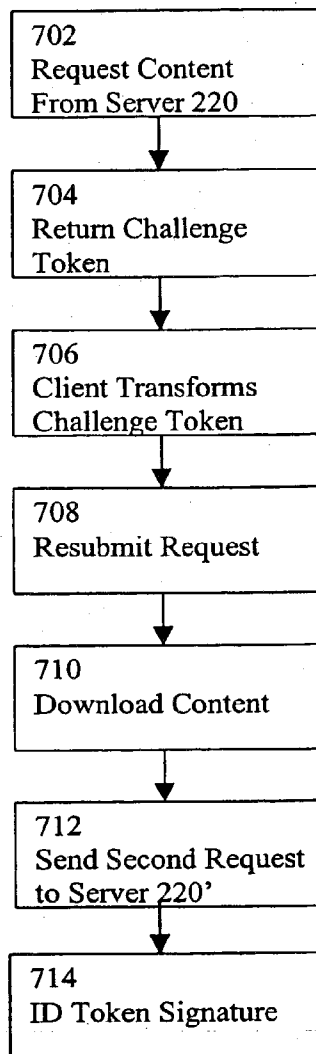 702
Request Content
From Server 220
704
Return Challenge
Token
706
Client Transforms
Challenge Token
708
Resubmit Request
710
Download Content
712
Send Second Request
to Server 220'
714
ID Token Signature